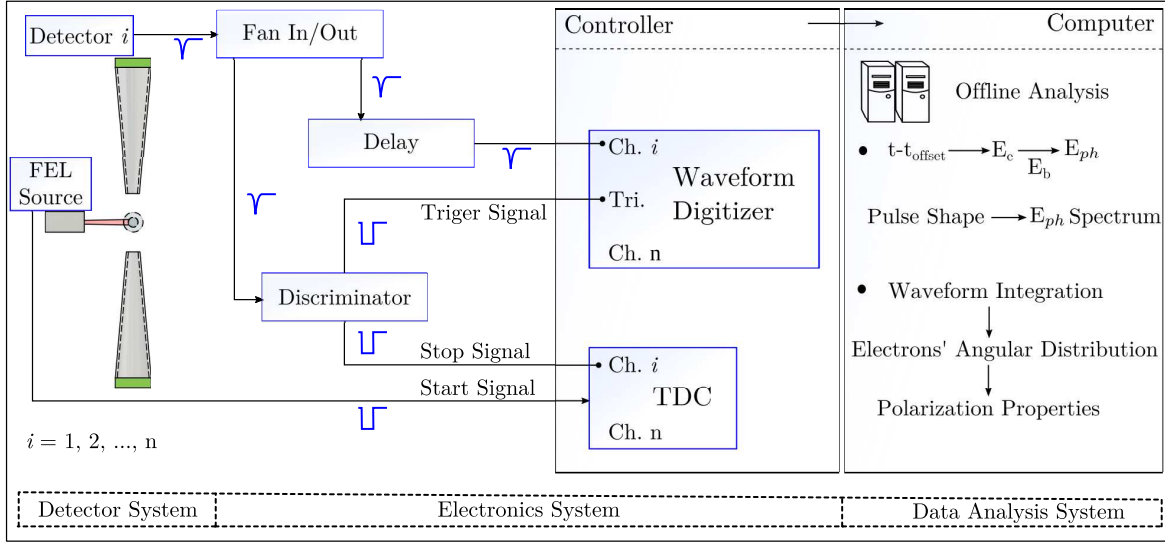 Detector i
Fan In/Out
Controller
Computer
Offline Analysis
Delay
Ch. i
Waveform
Digitizer
Tri.
Ch. n
t-t_offset E_c E_b E_ph
FEL
Source
Triger Signal
Pulse Shape E_ph Spectrum
Discriminator
Waveform Integration
Stop Signal
Start Signal
Ch. i
TDC
Ch. n
Electrons' Angular Distribution
Polarization Properties
i = 1, 2, ..., n
Detector System
Electronics System
Data Analysis System